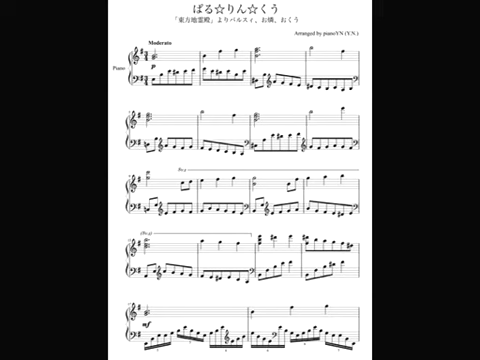 ぱる☆りん☆くう
「東方地霊殿」よりパルスィ、お燐、おくう
Arranged by pianoYN (Y.N.)
Moderato
Piano
p
8va
(8va)
mf